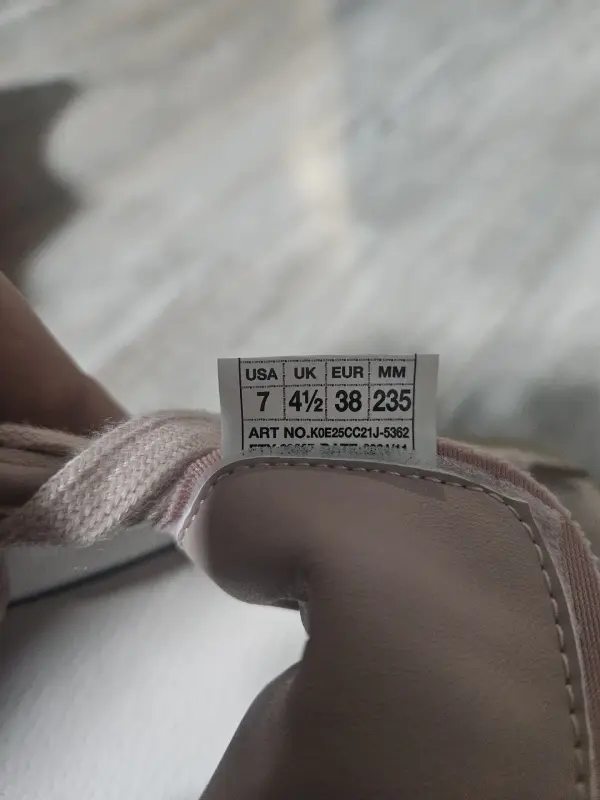 USA UK EUR MM
7 4½ 38 235
ART NO.K0E25CC21J-5362